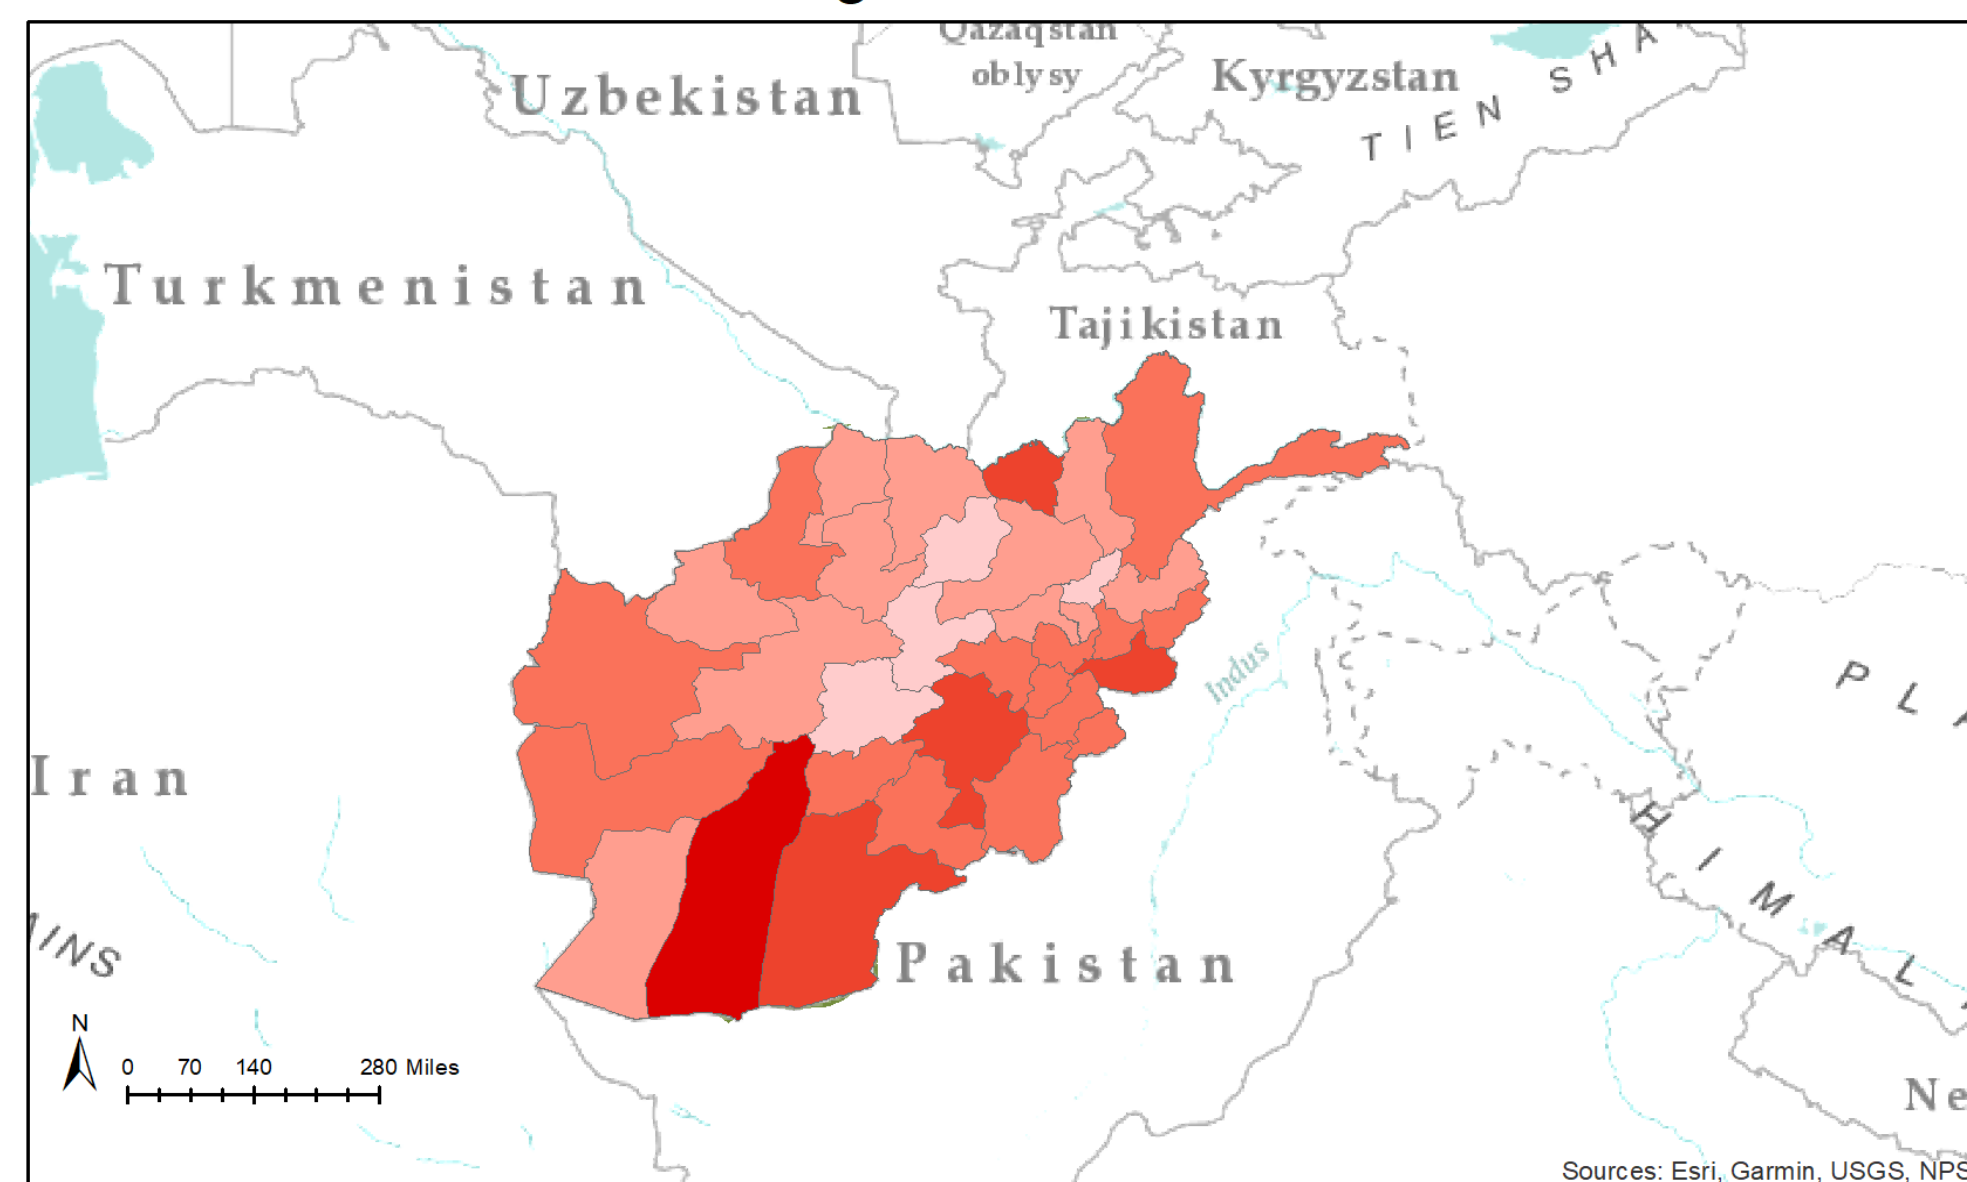 Qazaqstan
oblysy
Uzbekistan
Kyrgyzstan
TIEN SHA
Turkmenistan
Tajikistan
Indus
PLA
Iran
HIMAL
Pakistan
INS
N
0 70 140 280 Miles
Ne
Sources: Esri, Garmin, USGS, NPS